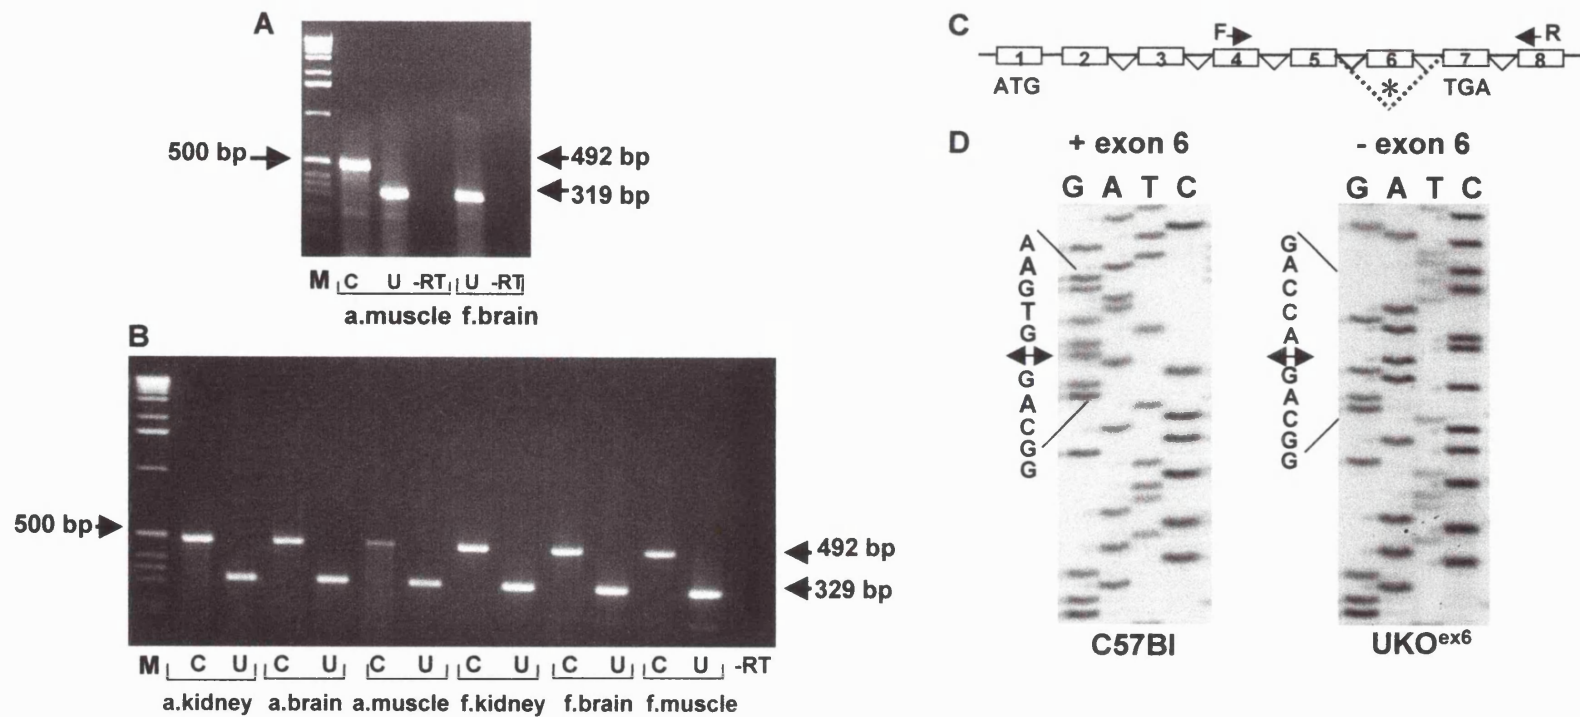 A
500 bp
492 bp
319 bp
M C U -RT U -RT
a.muscle f.brain
B
500 bp
492 bp
329 bp
M C U C U C U C U C U C U -RT
a.kidney a.brain a.muscle f.kidney f.brain f.muscle
C
F R
1 2 3 4 5 6 7 8
ATG * TGA
D
+ exon 6 - exon 6
G A T C G A T C
A
A
G
T
G
G
A
C
G
G
G
A
C
C
A
G
A
C
G
G
C57Bl UKOex6